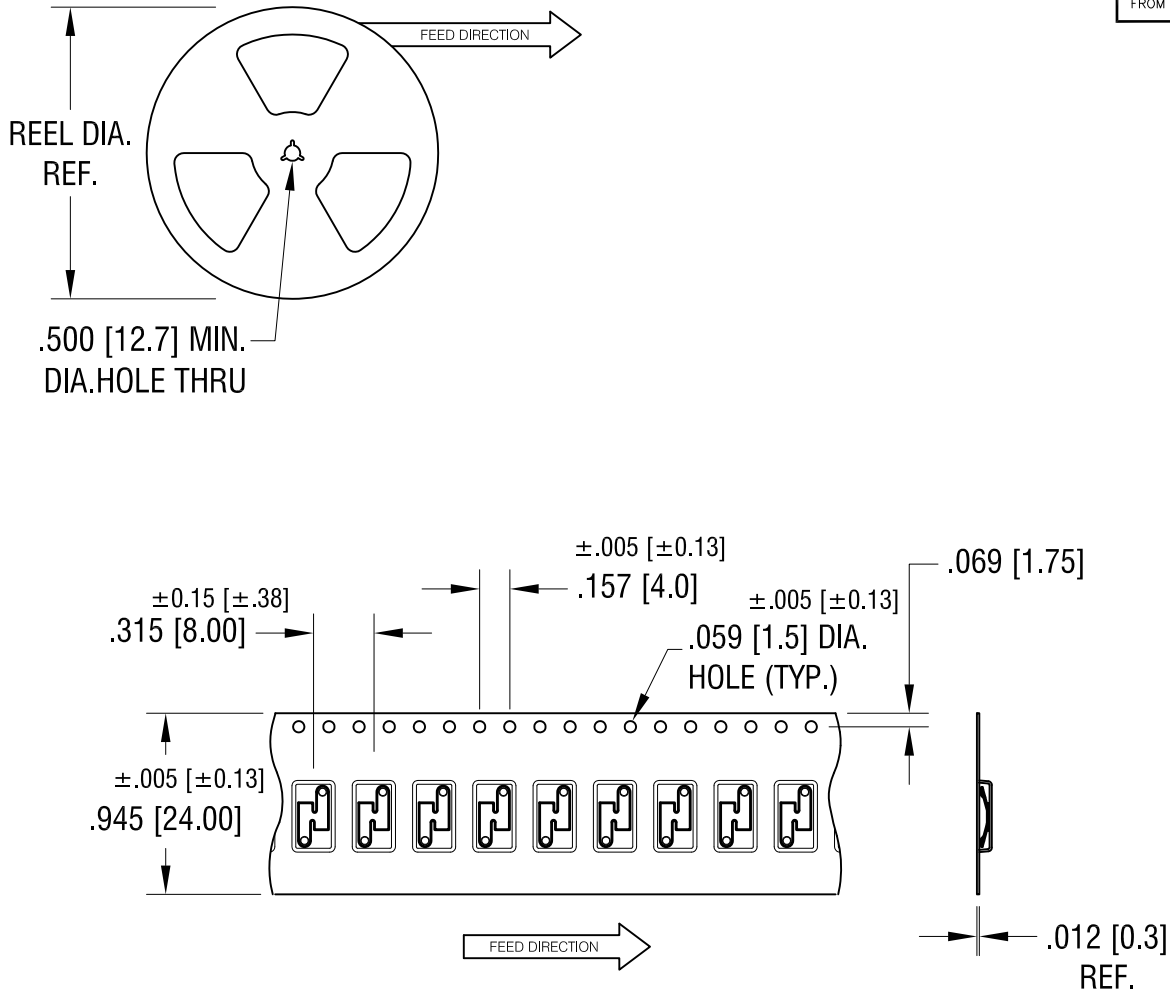 FROM
FEED DIRECTION
REEL DIA.
REF.
.500 [12.7] MIN.
DIA.HOLE THRU
±.005 [±0.13]
.157 [4.0]
.069 [1.75]
±0.15 [±.38]
.315 [8.00]
±.005 [±0.13]
.059 [1.5] DIA.
HOLE (TYP.)
±.005 [±0.13]
.945 [24.00]
FEED DIRECTION
.012 [0.3]
REF.